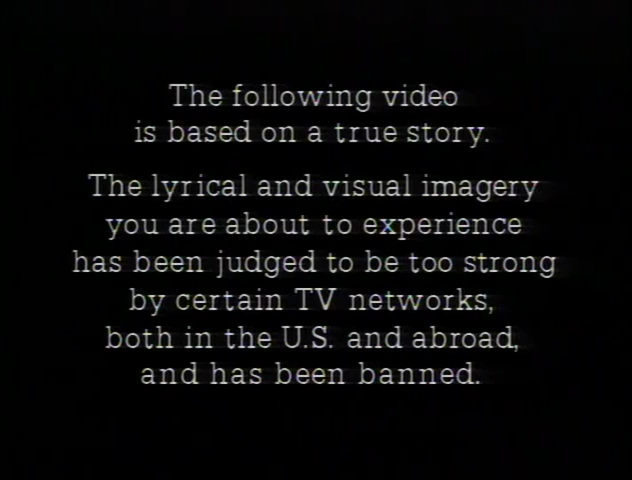 The following video
is based on a true story.
The lyrical and visual imagery
you are about to experience
has been judged to be too strong
by certain TV networks,
both in the U.S. and abroad,
and has been banned.